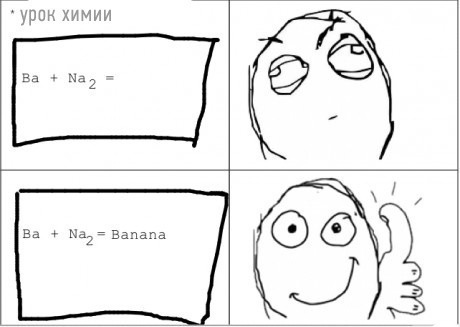 * урок химии
Ba + Na₂ =
Ba + Na₂ = Banana